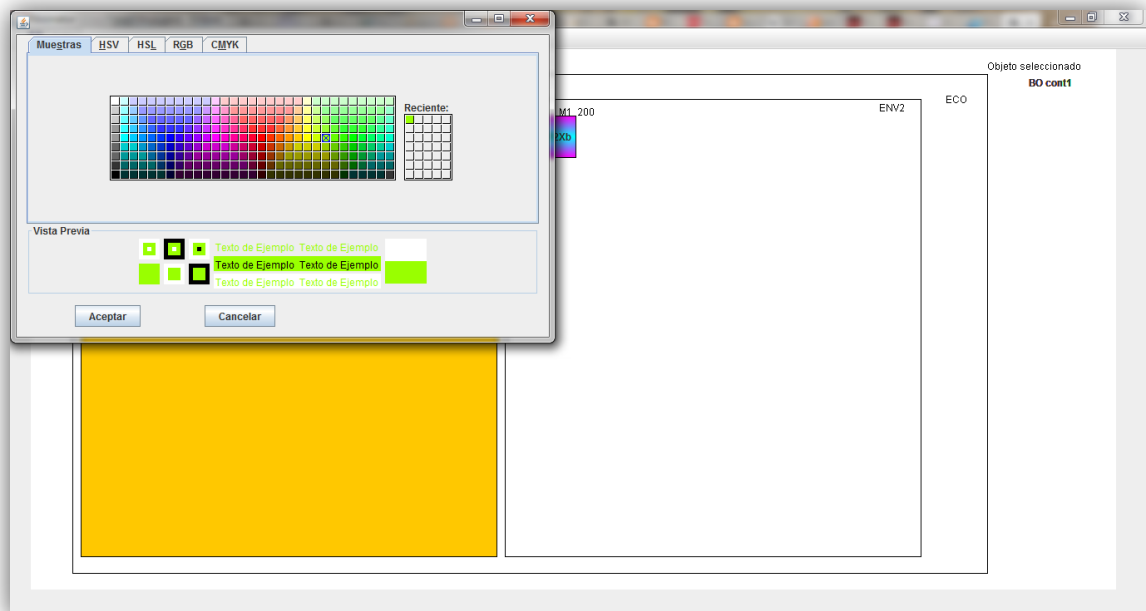 Muestras HSV HSL RGB CMYK
Reciente:
Vista Previa
Texto de Ejemplo Texto de Ejemplo
Texto de Ejemplo Texto de Ejemplo
Texto de Ejemplo Texto de Ejemplo
Aceptar Cancelar
Objeto seleccionado
BO cont1
ECO
ENV2
M1_200
2Xb